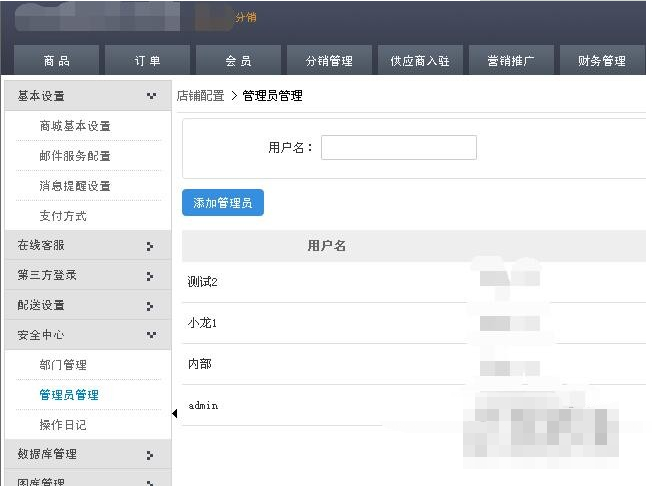 分销
商品 订单 会员 分销管理 供应商入驻 营销推广 财务管理
基本设置
商城基本设置
邮件服务配置
消息提醒设置
支付方式
在线客服
第三方登录
配送设置
安全中心
部门管理
管理员管理
操作日记
数据库管理
图库管理
店铺配置 > 管理员管理
用户名：
添加管理员
用户名
测试2
小龙1
内部
admin